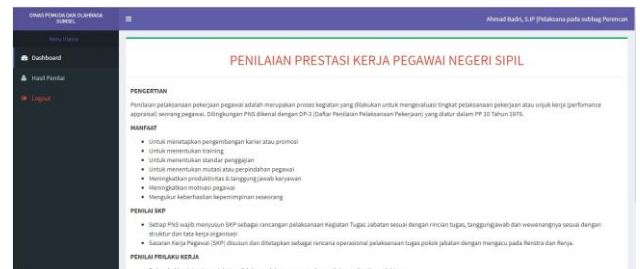 DINAS PEMUDA DAN OLAHRAGA
SUMSEL
Ahmad Badri, S.IP |Pelaksana pada subbag Perencan
Menu Utama
Dashboard
Hasil Penilai
Logout
PENILAIAN PRESTASI KERJA PEGAWAI NEGERI SIPIL
PENGERTIAN
Penilaian pelaksanaan pekerjaan pegawai adalah merupakan proses kegiatan yang dilakukan untuk mengevaluasi tingkat pelaksanaan pekerjaan atau unjuk kerja (perfomance
appraisal) seorang pegawai. Dilingkungan PNS dikenal dengan DP-3 (Daftar Penilaian Pelaksanaan Pekerjaan) yang diatur dalam PP 10 Tahun 1979.
MANFAAT
• Untuk menetapkan pengembangan karier atau promosi
• Untuk menentukan training
• Untuk menentukan standar penggajian
• Untuk menentukan mutasi atau perpindahan pegawai
• Meningkatkan produktivitas & tanggung jawab karyawan
• Meningkatkan motivasi pegawai
• Mengukur keberhasilan kepemimpinan seseorang
PENILAI SKP
• Setiap PNS wajib menyusun SKP sebagai rancangan pelaksanaan Kegiatan Tugas Jabatan sesuai dengan rincian tugas, tanggungjawab dan wewenangnya sesuai dengan
struktur dan tata kerja organisasi
• Sasaran Kerja Pegawai (SKP) disusun dan ditetapkan sebagai rencana operasional pelaksanaan tugas pokok jabatan dengan mengacu pada Renstra dan Renja.
PENILAI PRILAKU KERJA